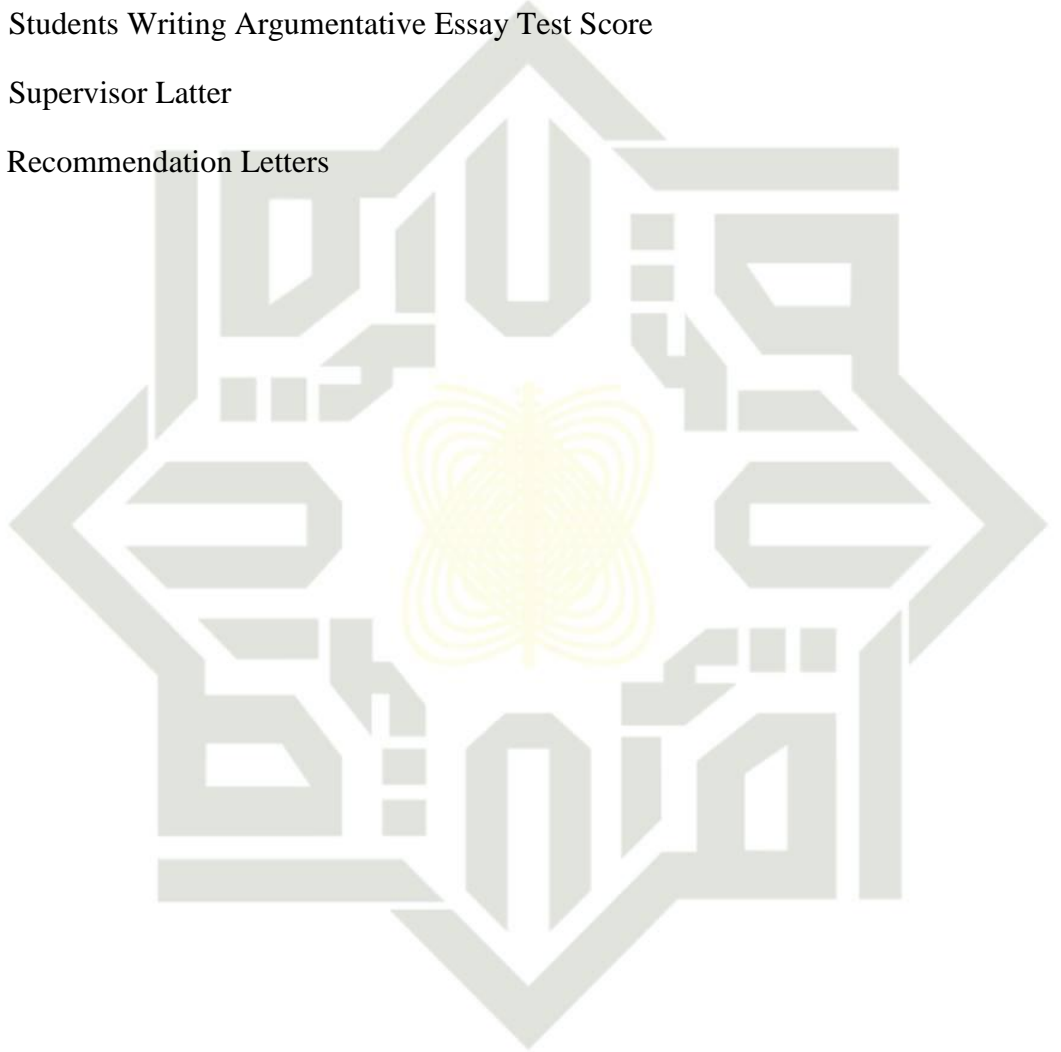 Students Writing Argumentative Essay Test Score
Supervisor Latter
Recommendation Letters